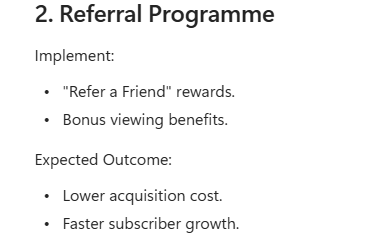 2. Referral Programme
Implement:
• "Refer a Friend" rewards.
• Bonus viewing benefits.
Expected Outcome:
• Lower acquisition cost.
• Faster subscriber growth.